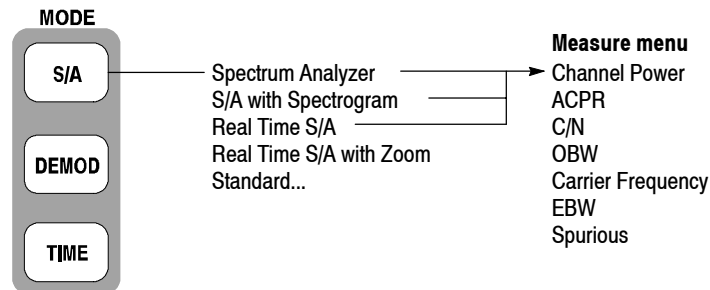 MODE
S/A
DEMOD
TIME
Spectrum Analyzer
S/A with Spectrogram
Real Time S/A
Real Time S/A with Zoom
Standard...
Measure menu
Channel Power
ACPR
C/N
OBW
Carrier Frequency
EBW
Spurious